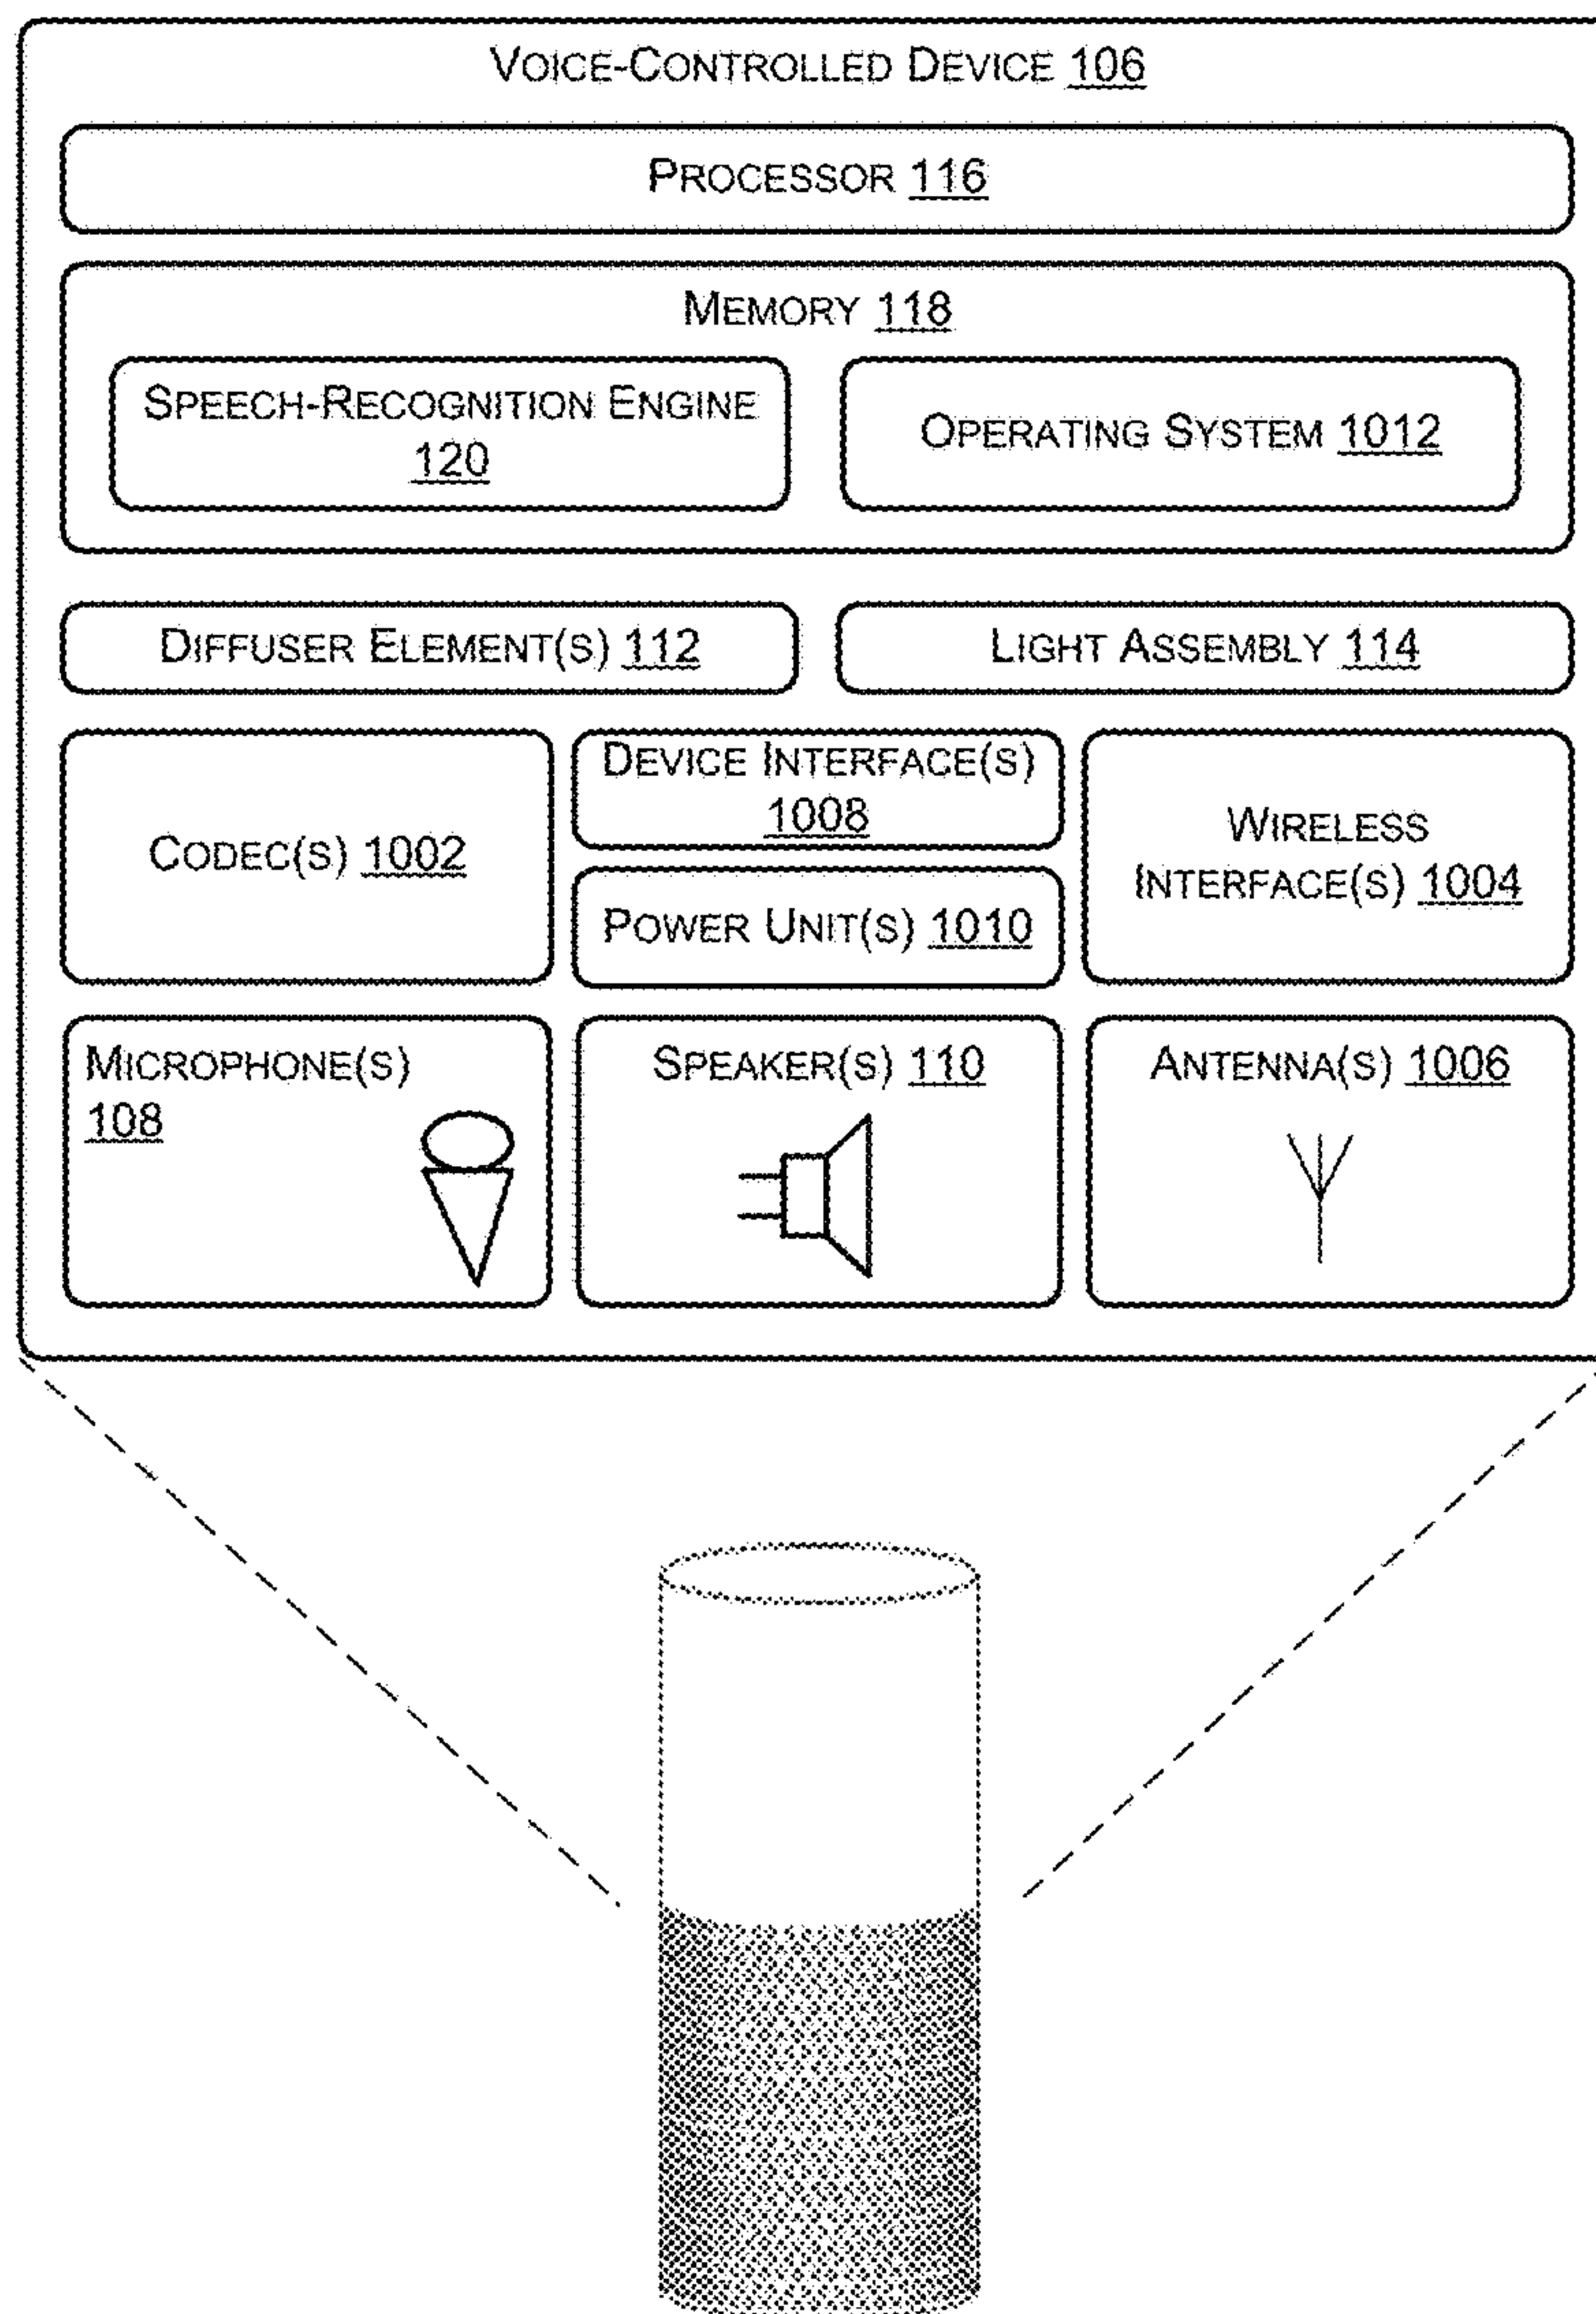 VOICE-CONTROLLED DEVICE 106
PROCESSOR 116
MEMORY 118
SPEECH-RECOGNITION ENGINE
120
OPERATING SYSTEM 1012
DIFFUSER ELEMENT(S) 112
LIGHT ASSEMBLY 114
CODEC(S) 1002
DEVICE INTERFACE(S)
1008
POWER UNIT(S) 1010
WIRELESS
INTERFACE(S) 1004
MICROPHONE(S)
108
SPEAKER(S) 110
ANTENNA(S) 1006